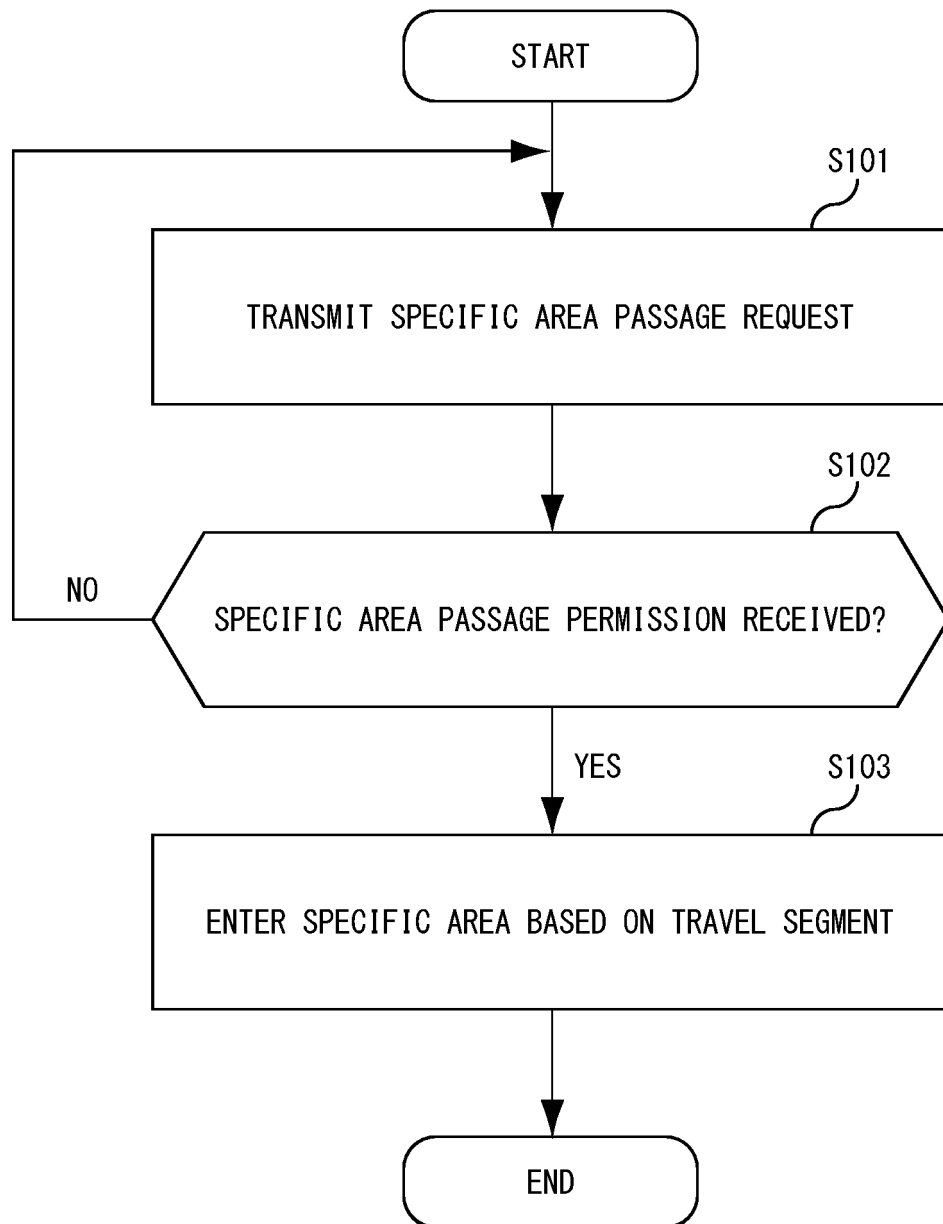 START
S101
TRANSMIT SPECIFIC AREA PASSAGE REQUEST
S102
NO
SPECIFIC AREA PASSAGE PERMISSION RECEIVED?
YES
S103
ENTER SPECIFIC AREA BASED ON TRAVEL SEGMENT
END